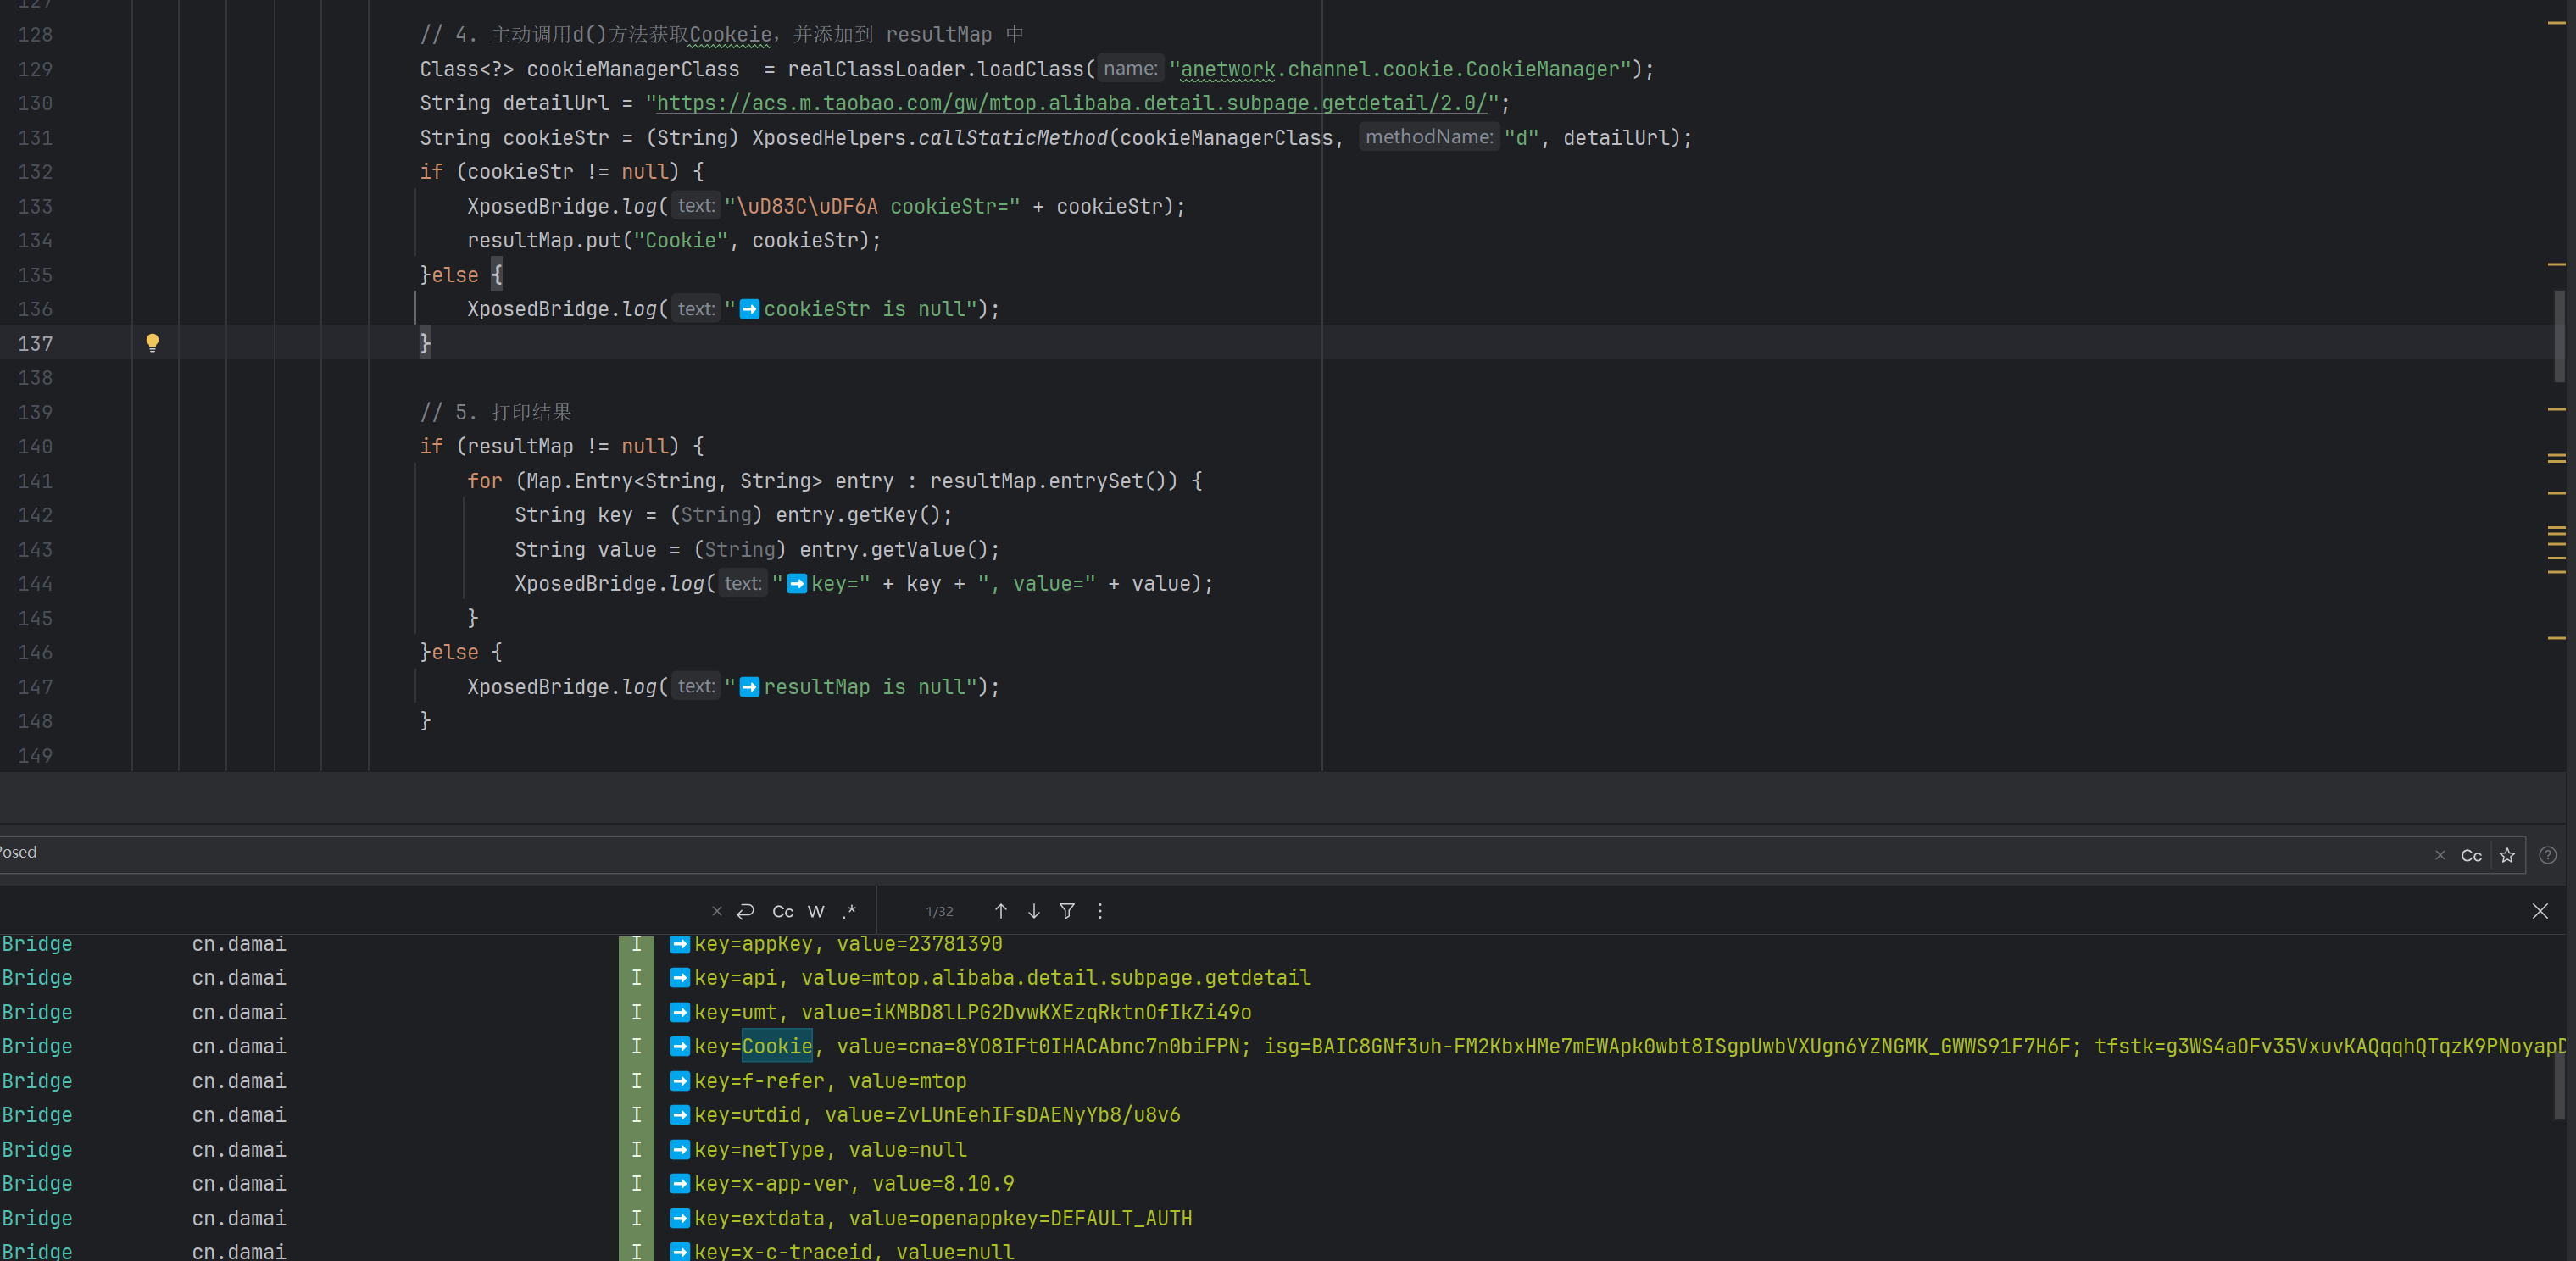 127
128 // 4. 主动调用d()方法获取Cookeie，并添加到 resultMap 中
129 Class<?> cookieManagerClass  = realClassLoader.loadClass( name: "anetwork.channel.cookie.CookieManager");
130 String detailUrl = "https://acs.m.taobao.com/gw/mtop.alibaba.detail.subpage.getdetail/2.0/";
131 String cookieStr = (String) XposedHelpers.callStaticMethod(cookieManagerClass, methodName: "d", detailUrl);
132 if (cookieStr != null) {
133 XposedBridge.log( text: "\uD83C\uDF6A cookieStr=" + cookieStr);
134 resultMap.put("Cookie", cookieStr);
135 }else {
136 XposedBridge.log( text: "➡cookieStr is null");
137 }
138
139 // 5. 打印结果
140 if (resultMap != null) {
141 for (Map.Entry<String, String> entry : resultMap.entrySet()) {
142 String key = (String) entry.getKey();
143 String value = (String) entry.getValue();
144 XposedBridge.log( text: "➡key=" + key + ", value=" + value);
145 }
146 }else {
147 XposedBridge.log( text: "➡resultMap is null");
148 }
149
Posed × Cc
× Cc W .* 1/32
Bridge cn.damai I ➡key=appKey, value=23781390
Bridge cn.damai I ➡key=api, value=mtop.alibaba.detail.subpage.getdetail
Bridge cn.damai I ➡key=umt, value=iKMBD8lLPG2DvwKXEzqRktnOfIkZi49o
Bridge cn.damai I ➡key=Cookie, value=cna=8YO8IFt0IHACAbnc7n0biFPN; isg=BAIC8GNf3uh-FM2KbxHMe7mEWApk0wbt8ISgpUwbVXUgn6YZNGMK_GWWS91F7H6F; tfstk=g3WS4aOFv35VxuvKAQqqhQTqzK9PNoyapD
Bridge cn.damai I ➡key=f-refer, value=mtop
Bridge cn.damai I ➡key=utdid, value=ZvLUnEehIFsDAENyYb8/u8v6
Bridge cn.damai I ➡key=netType, value=null
Bridge cn.damai I ➡key=x-app-ver, value=8.10.9
Bridge cn.damai I ➡key=extdata, value=openappkey=DEFAULT_AUTH
Bridge cn.damai I ➡key=x-c-traceid, value=null